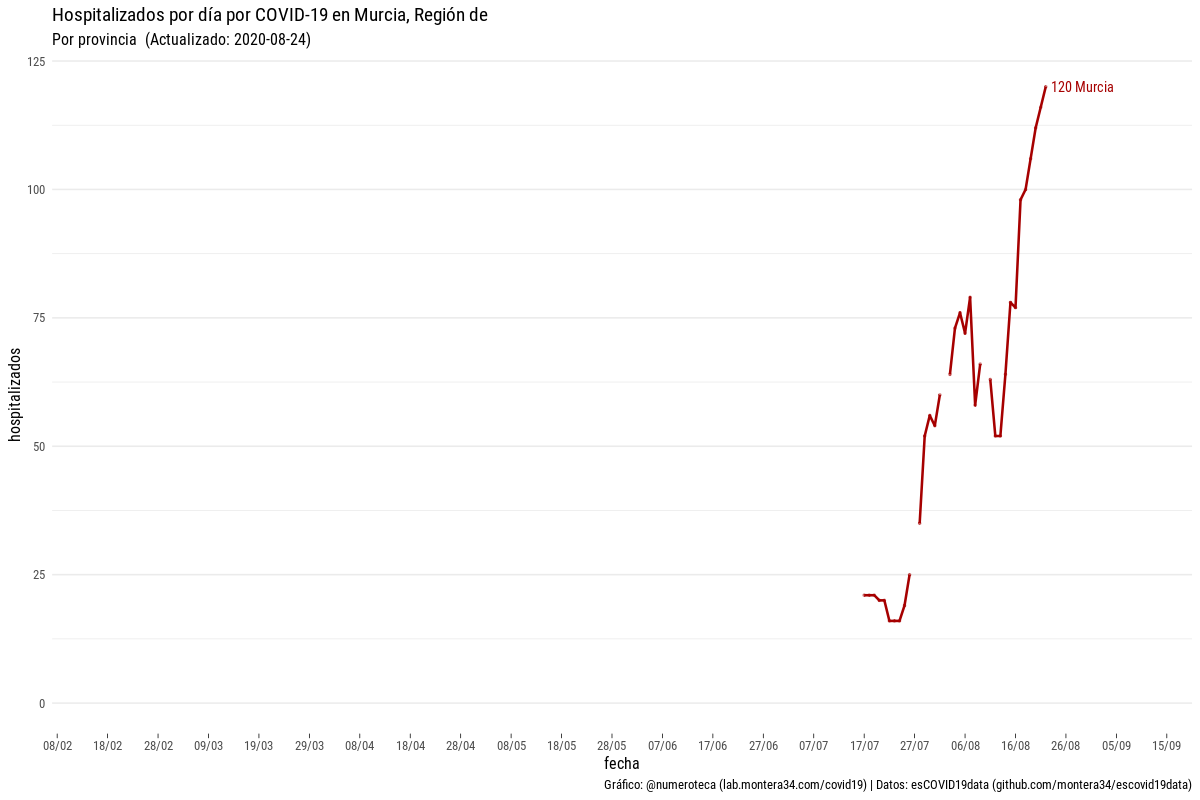 Hospitalizados por día por COVID-19 en Murcia, Región de
Por provincia  (Actualizado: 2020-08-24)
125
120 Murcia
100
75
hospitalizados
50
25
0
08/02 18/02 28/02 09/03 19/03 29/03 08/04 18/04 28/04 08/05 18/05 28/05 07/06 17/06 27/06 07/07 17/07 27/07 06/08 16/08 26/08 05/09 15/09
fecha
Gráfico: @numeroteca (lab.montera34.com/covid19) | Datos: esCOVID19data (github.com/montera34/escovid19data)